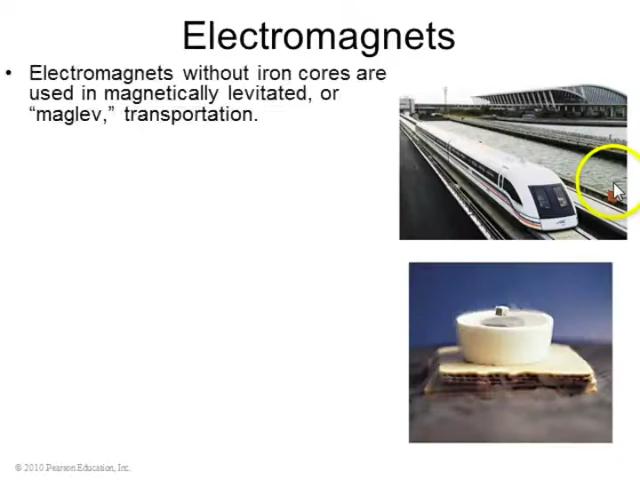 Electromagnets
• Electromagnets without iron cores are
used in magnetically levitated, or
“maglev,” transportation.
© 2010 Pearson Education, Inc.